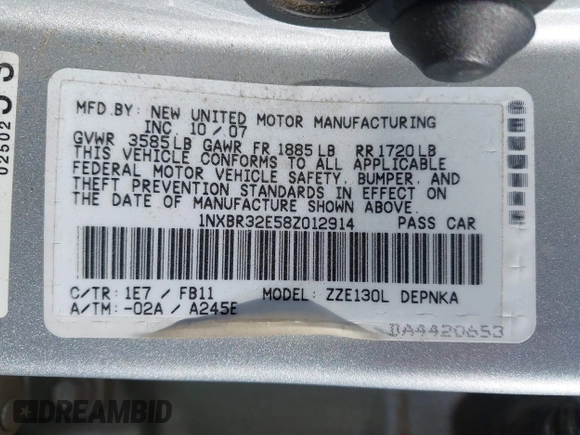 MFD.BY: NEW UNITED MOTOR MANUFACTURING
INC. 10 / 07
GVWR 3585LB GAWR FR 1885LB RR 1720LB
THIS VEHICLE CONFORMS TO ALL APPLICABLE
FEDERAL MOTOR VEHICLE SAFETY, BUMPER, AND
THEFT PREVENTION STANDARDS IN EFFECT ON
THE DATE OF MANUFACTURE SHOWN ABOVE.
1NXBR32E58Z012914 PASS CAR
C/TR: 1E7 / FB11 MODEL: ZZE130L DEPNKA
A/TM: -02A / A245E
DA4420653
02502
DREAMBID